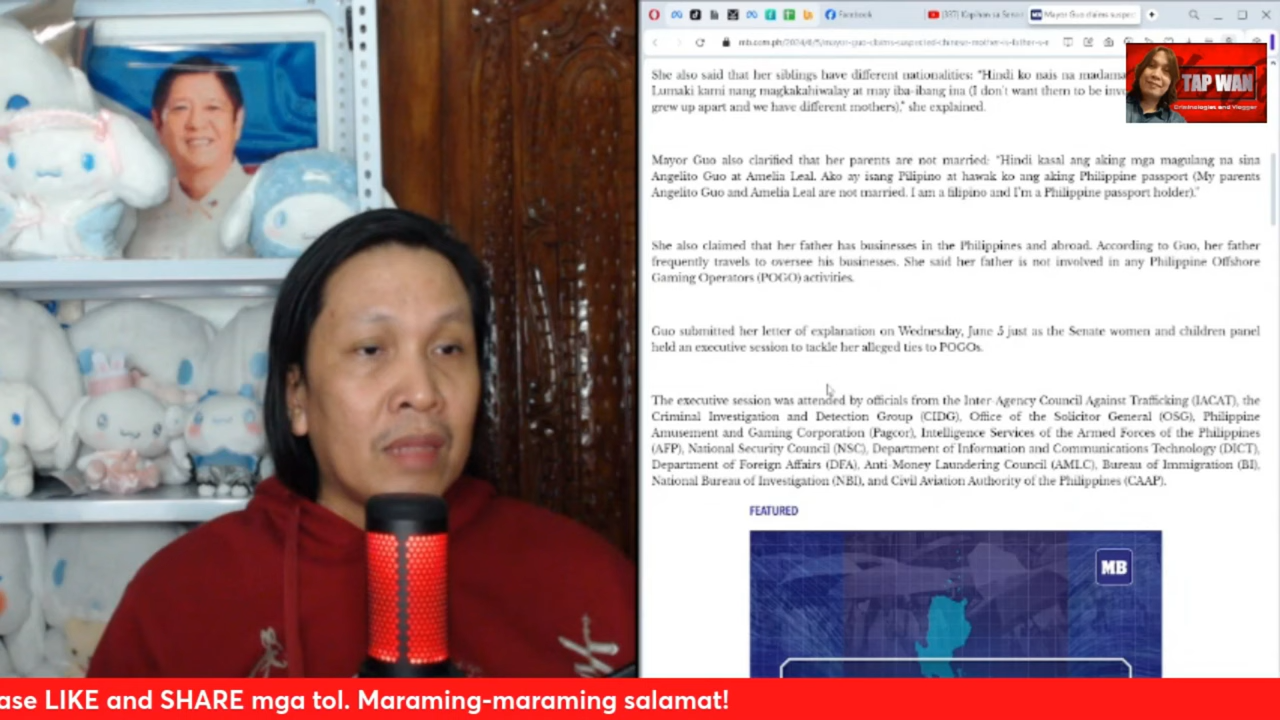 Facebook
Mayor Guo claims suspec
She also said that her siblings have different nationalities: "Hindi ko nais na madama
Lumaki kami nang magkakahiwalay at may iba-ibang ina (I don't want them to be invo
grew up apart and we have different mothers)," she explained.
TAP WAN
Criminologist and Vlogger
Mayor Guo also clarified that her parents are not married: "Hindi kasal ang aking mga magulang na sina
Angelito Guo at Amelia Leal. Ako ay isang Pilipino at hawak ko ang aking Philippine passport (My parents
Angelito Guo and Amelia Leal are not married. I am a filipino and I'm a Philippine passport holder)."
She also claimed that her father has businesses in the Philippines and abroad. According to Guo, her father
frequently travels to oversee his businesses. She said her father is not involved in any Philippine Offshore
Gaming Operators (POGO) activities.
Guo submitted her letter of explanation on Wednesday, June 5 just as the Senate women and children panel
held an executive session to tackle her alleged ties to POGOs.
The executive session was attended by officials from the Inter-Agency Council Against Trafficking (IACAT), the
Criminal Investigation and Detection Group (CIDG), Office of the Solicitor General (OSG), Philippine
Amusement and Gaming Corporation (Pagcor), Intelligence Services of the Armed Forces of the Philippines
(AFP), National Security Council (NSC), Department of Information and Communications Technology (DICT),
Department of Foreign Affairs (DFA), Anti-Money Laundering Council (AMLC), Bureau of Immigration (BI),
National Bureau of Investigation (NBI), and Civil Aviation Authority of the Philippines (CAAP).
FEATURED
MB
ase LIKE and SHARE mga tol. Maraming-maraming salamat!